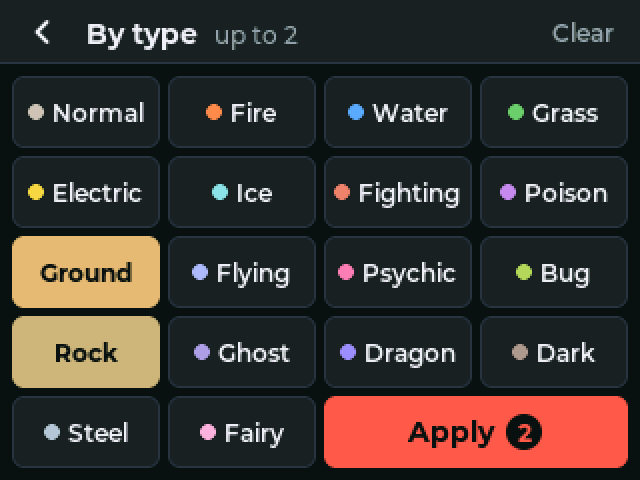 By type up to 2 Clear
Normal Fire Water Grass
Electric Ice Fighting Poison
Ground Flying Psychic Bug
Rock Ghost Dragon Dark
Steel Fairy Apply 2